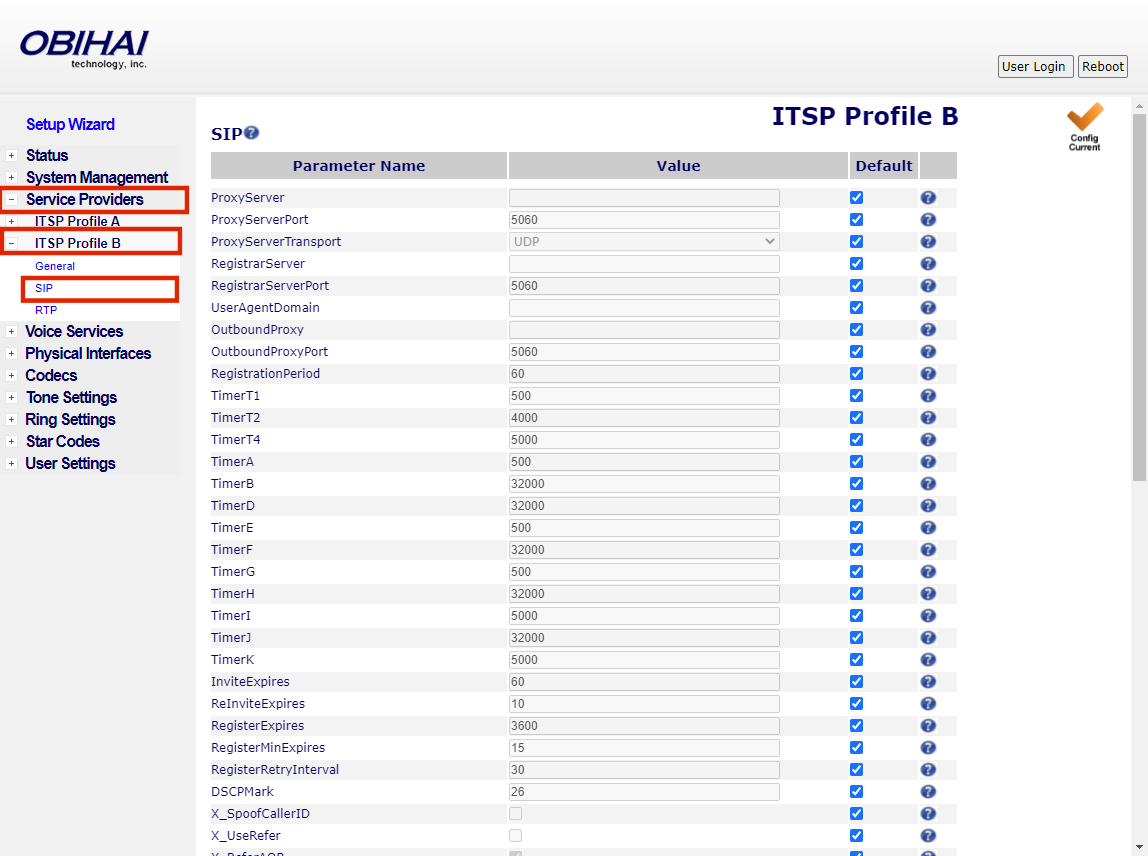 OBIHAI
technology, inc.
User Login Reboot
Setup Wizard
Status
System Management
Service Providers
ITSP Profile A
ITSP Profile B
General
SIP
RTP
Voice Services
Physical Interfaces
Codecs
Tone Settings
Ring Settings
Star Codes
User Settings
ITSP Profile B
Config
Current
SIP
Parameter Name Value Default
ProxyServer
ProxyServerPort 5060
ProxyServerTransport UDP
RegistrarServer
RegistrarServerPort 5060
UserAgentDomain
OutboundProxy
OutboundProxyPort 5060
RegistrationPeriod 60
TimerT1 500
TimerT2 4000
TimerT4 5000
TimerA 500
TimerB 32000
TimerD 32000
TimerE 500
TimerF 32000
TimerG 500
TimerH 32000
TimerI 5000
TimerJ 32000
TimerK 5000
InviteExpires 60
ReInviteExpires 10
RegisterExpires 3600
RegisterMinExpires 15
RegisterRetryInterval 30
DSCPMark 26
X_SpoofCallerID
X_UseRefer